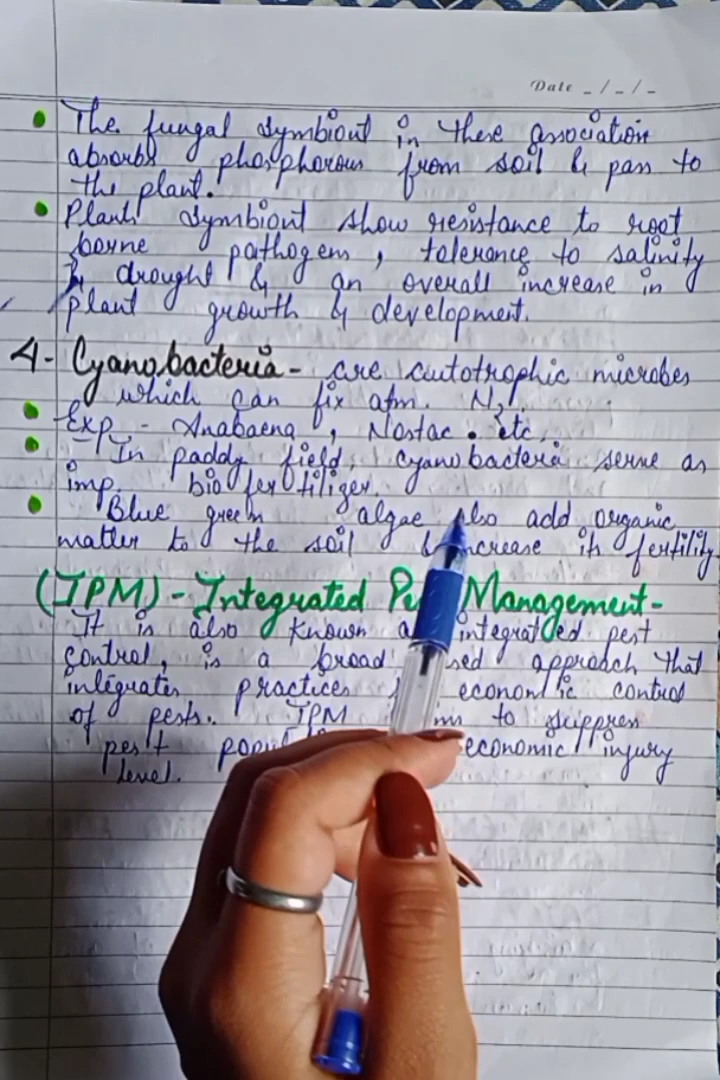 Date _ / _ / _
The fungal symbiont in these association
absorbs phosphorous from soil & pass to
the plant.
Plants symbiont show resistance to root
borne pathogem, tolerance to salinity
& drought & an overall increase in
plant growth & development.
4- Cyanobacteria - are autotrophic microbes
which can fix atm. N2.
Exp - Anabaena, Nostac. etc.
In paddy field, cyanobacteria serve as
imp. biofertilizer.
Blue green algae also add organic
matter to the soil & increase its fertility
(IPM) - Integrated Management-
It is also known integrated pest
control, is a broad approach that
integrates practices economic control
of pests. IPM to suppress
pest economic injury
level.